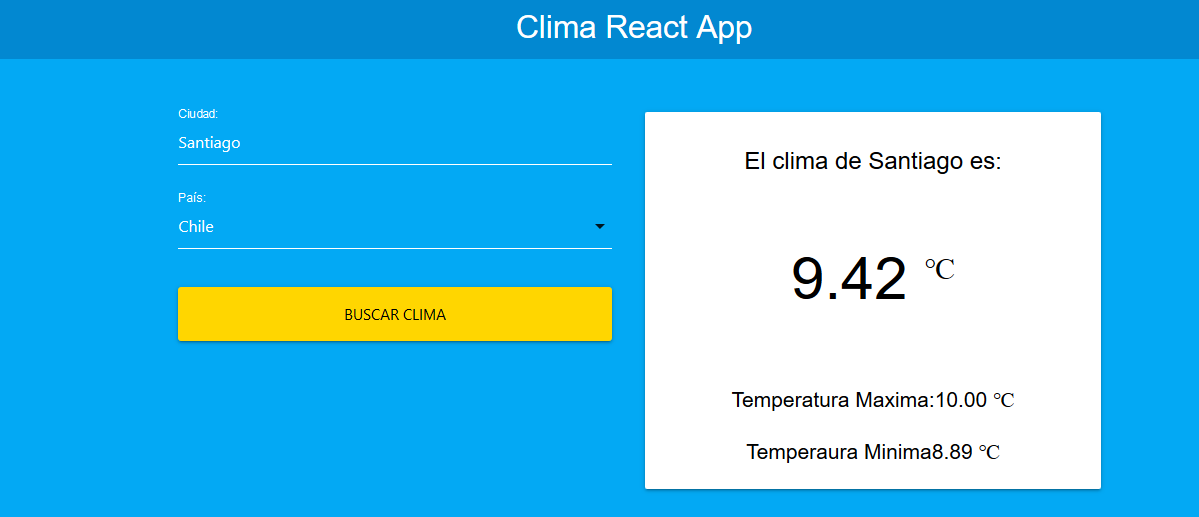 Clima React App
Ciudad:
Santiago
País:
Chile
BUSCAR CLIMA
El clima de Santiago es:
9.42 ℃
Temperatura Maxima:10.00 ℃
Temperaura Minima8.89 ℃